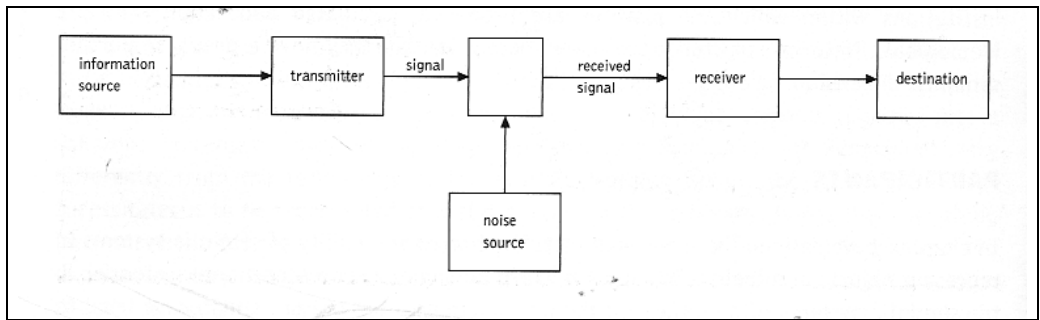 information
source
transmitter
signal
received
signal
receiver
destination
noise
source